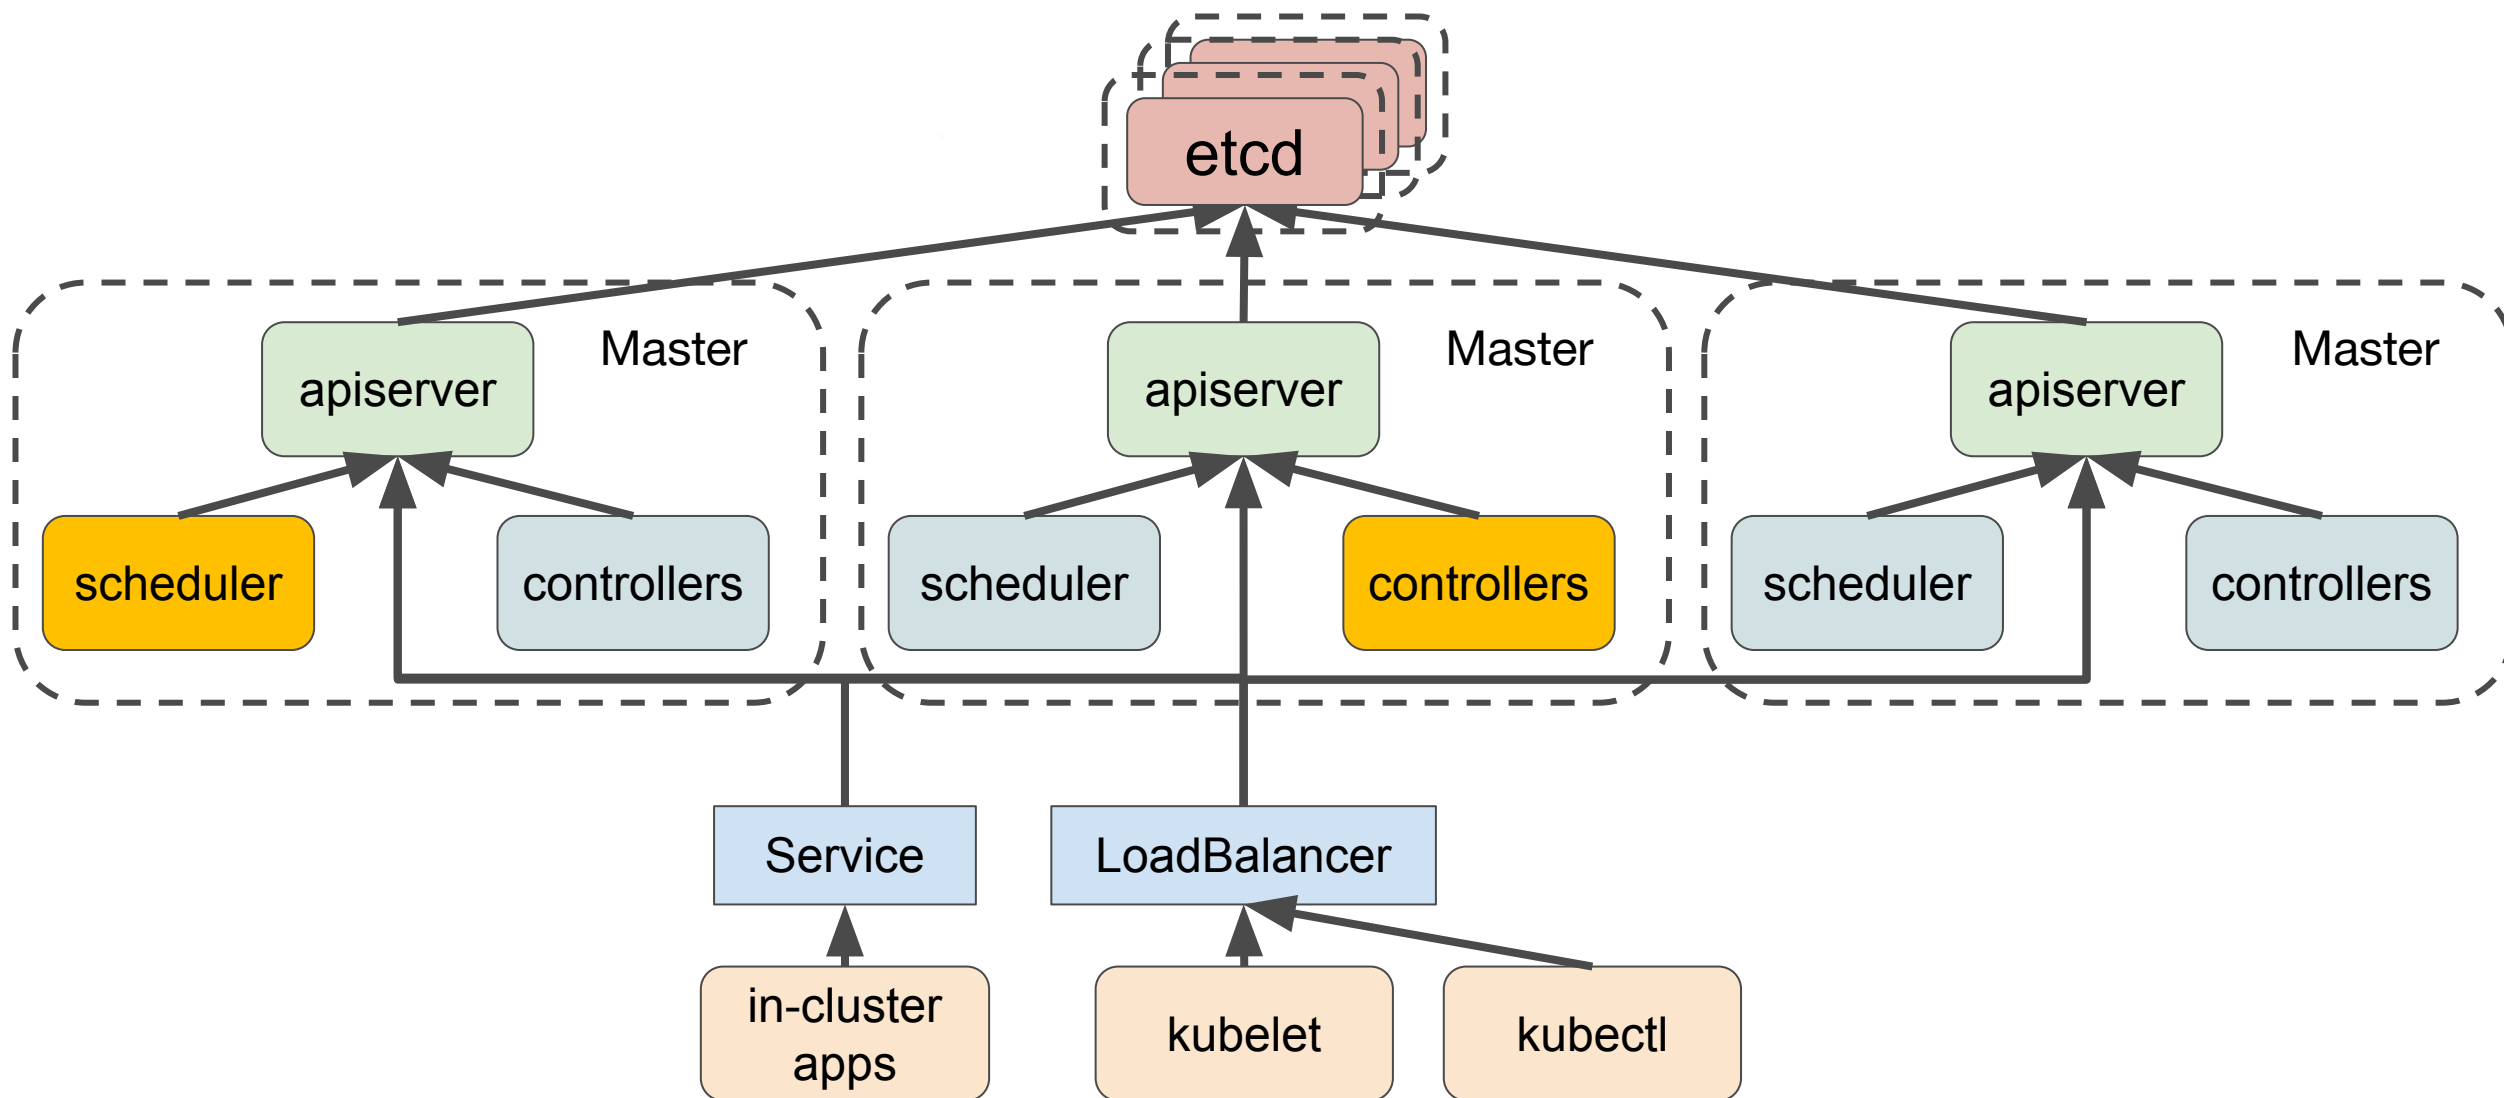 etcd
Master
apiserver
scheduler
controllers
Master
apiserver
scheduler
controllers
Master
apiserver
scheduler
controllers
Service
LoadBalancer
in-cluster
apps
kubelet
kubectl